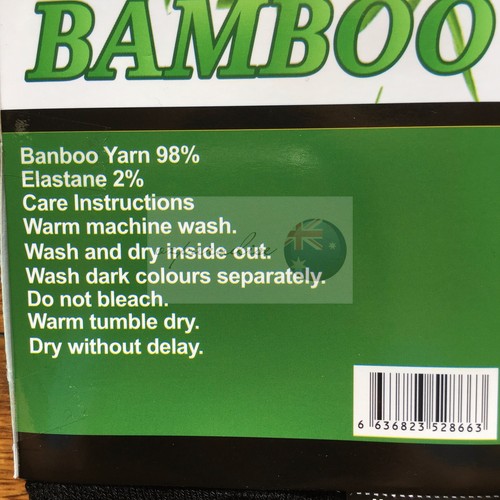 BAMBOO
Banboo Yarn 98%
Elastane 2%
Care Instructions
Warm machine wash.
Wash and dry inside out.
Wash dark colours separately.
Do not bleach.
Warm tumble dry.
Dry without delay.
6 636823 528663